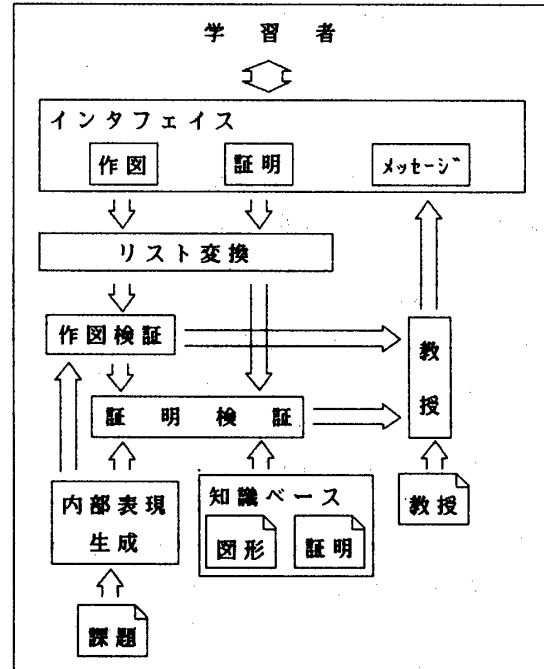 学習者
インタフェイス
作図 証明 メッセージ
リスト変換
作図検証
教授
証明検証
内部表現
生成
知識ベース
図形 証明
教授
課題